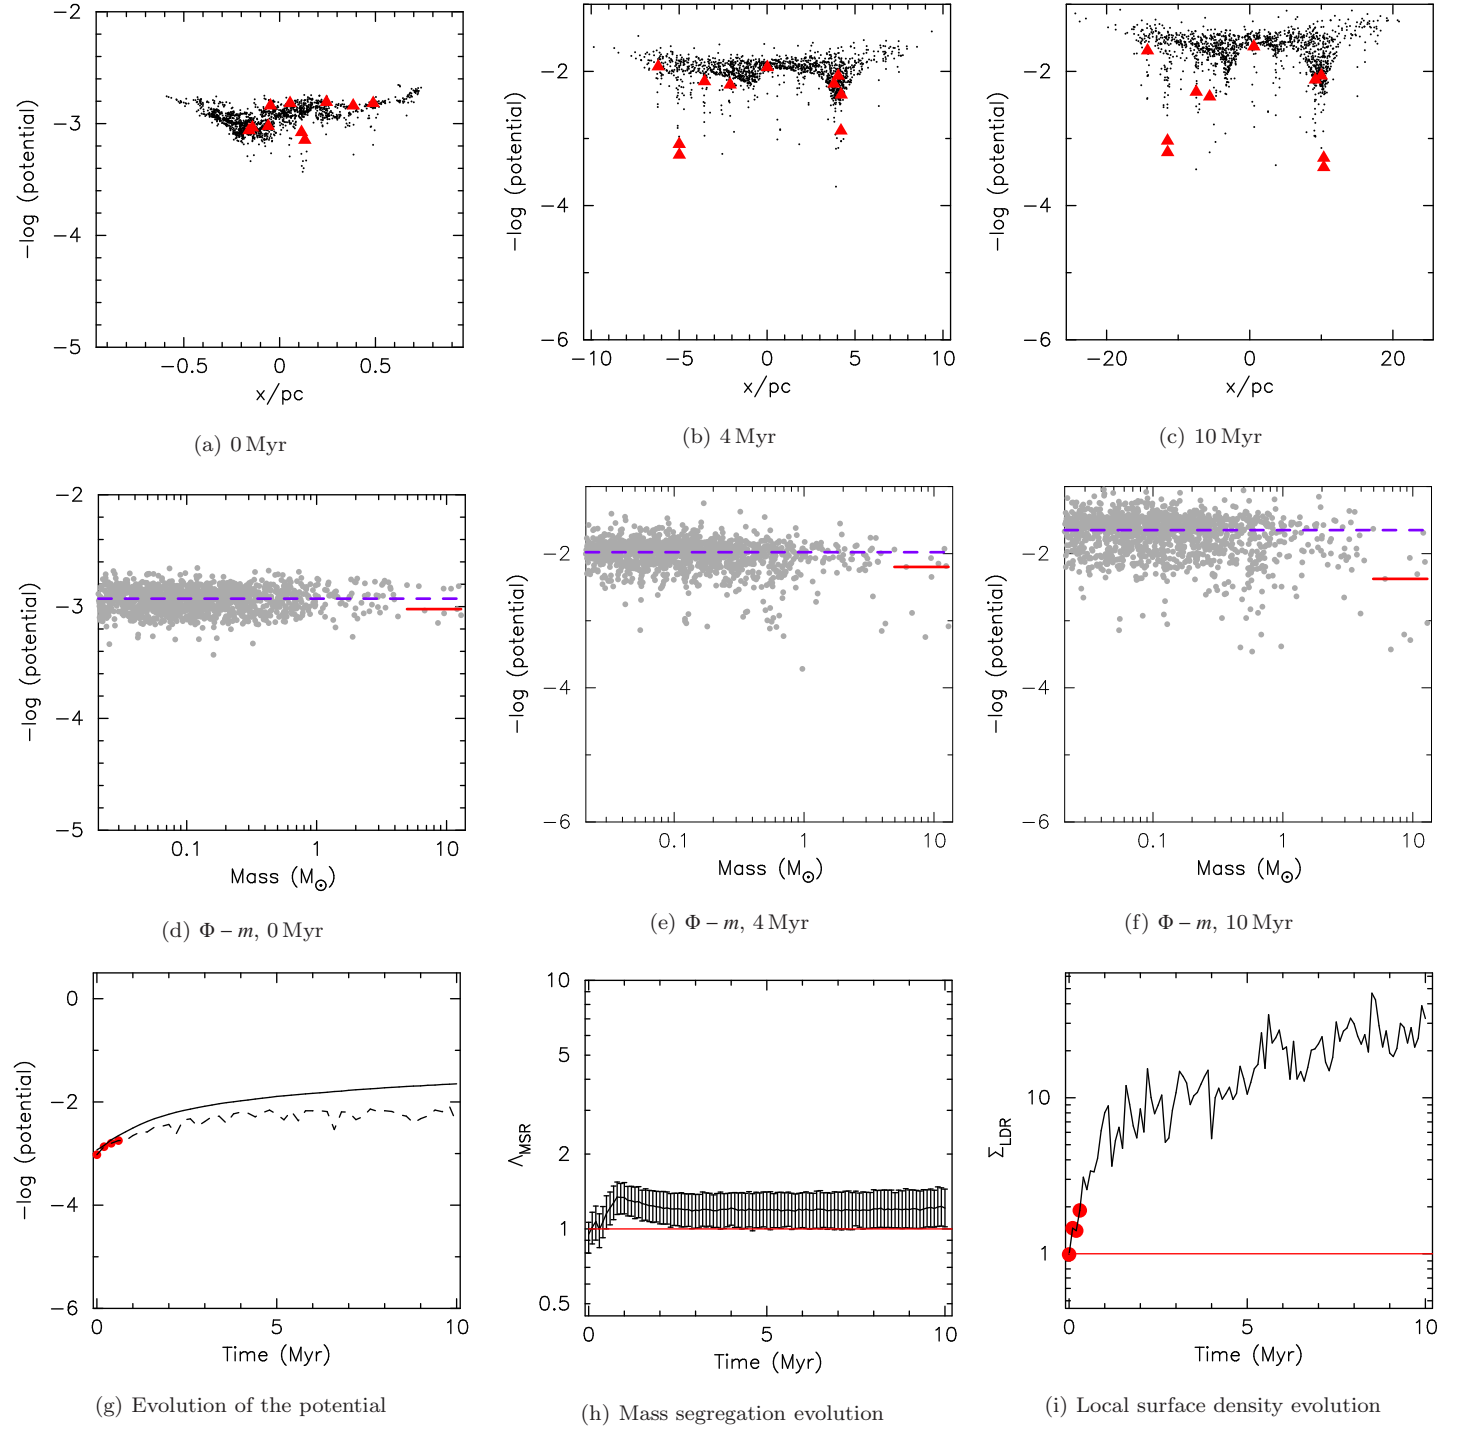 −2
−3
−4
−5
−log (potential)
−0.5
0
0.5
x/pc
(a) 0 Myr
−2
−4
−6
−log (potential)
−10
−5
0
5
10
x/pc
(b) 4 Myr
−2
−4
−6
−log (potential)
−20
0
20
x/pc
(c) 10 Myr
−2
−3
−4
−5
−log (potential)
0.1
1
10
Mass (M⊙)
(d) Φ – m, 0 Myr
−2
−4
−6
−log (potential)
0.1
1
10
Mass (M⊙)
(e) Φ – m, 4 Myr
−2
−4
−6
−log (potential)
0.1
1
10
Mass (M⊙)
(f) Φ – m, 10 Myr
0
−2
−4
−6
−log (potential)
0
5
10
Time (Myr)
(g) Evolution of the potential
10
5
2
1
0.5
Λ_MSR
0
5
10
Time (Myr)
(h) Mass segregation evolution
10
1
Σ_LDR
0
5
10
Time (Myr)
(i) Local surface density evolution